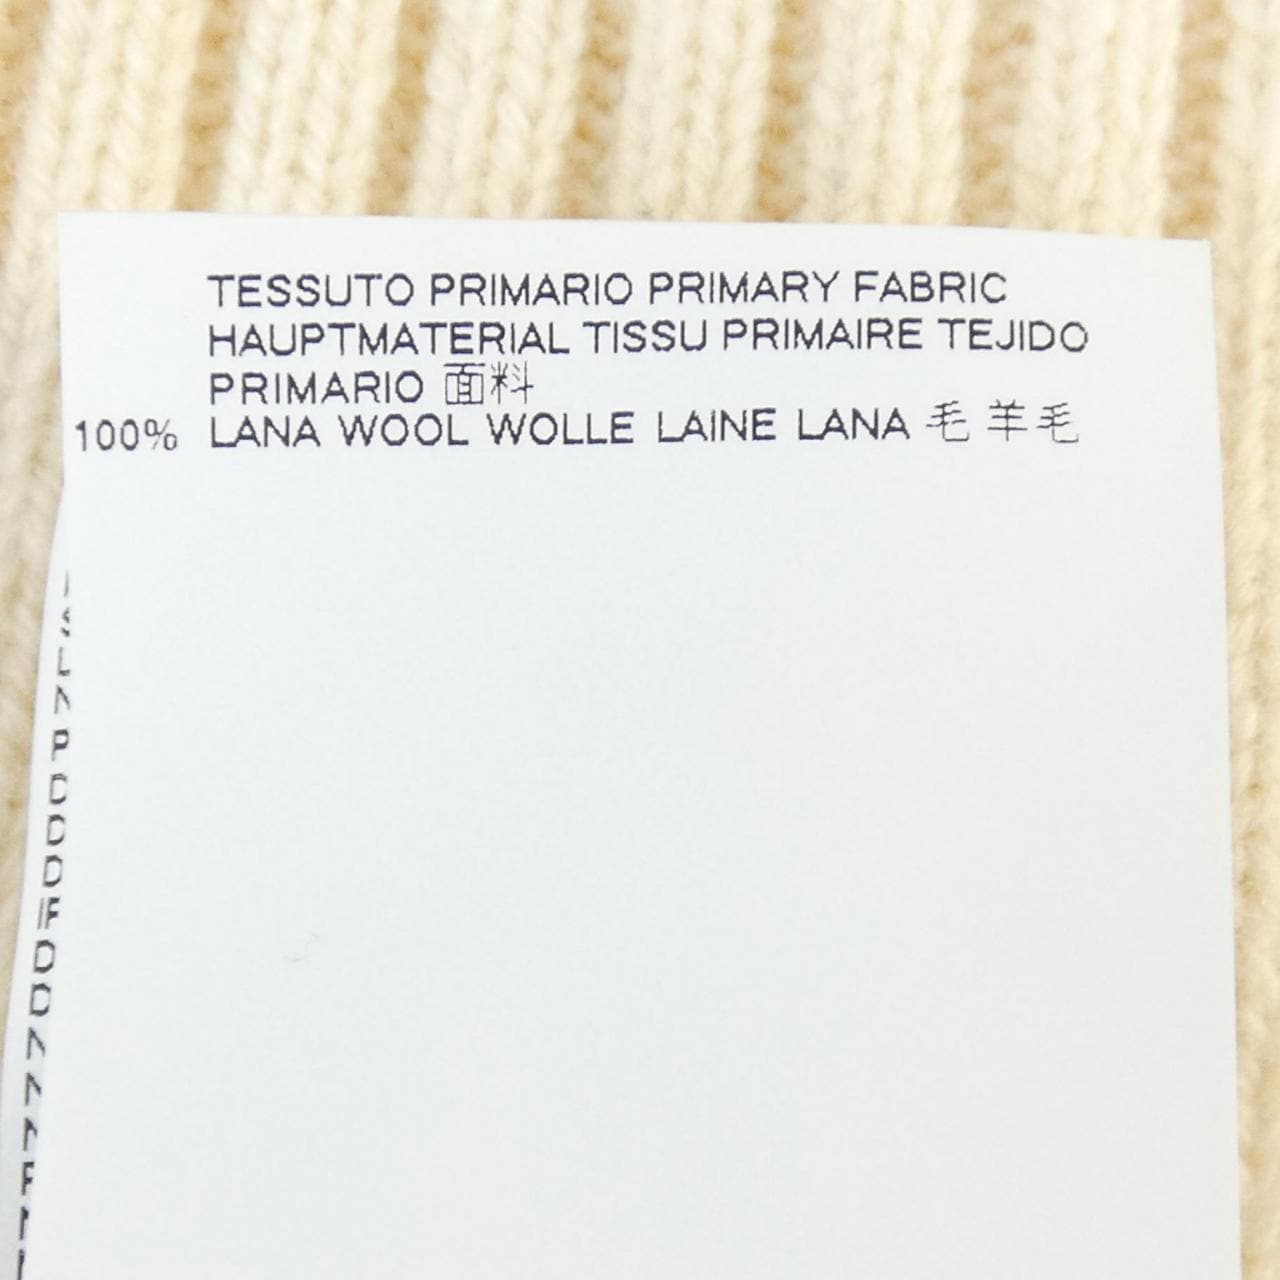 TESSUTO PRIMARIO PRIMARY FABRIC
HAUPTMATERIAL TISSU PRIMAIRE TEJIDO
PRIMARIO 面料
100% LANA WOOL WOLLE LAINE LANA 毛 羊毛